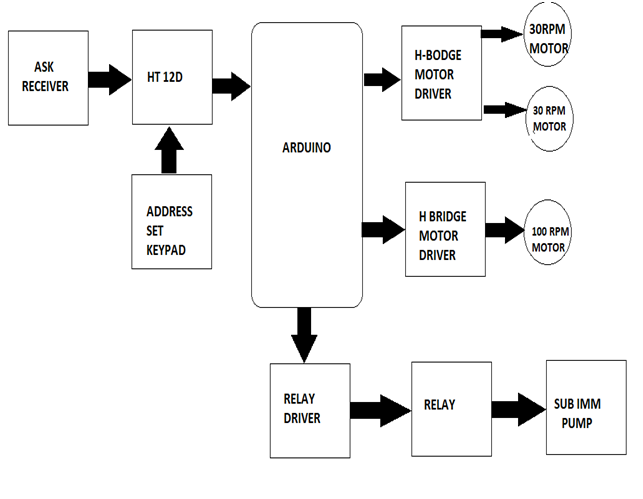 ASK
RECEIVER
HT 12D
ADDRESS
SET
KEYPAD
ARDUINO
H-BODGE
MOTOR
DRIVER
30RPM
MOTOR
30 RPM
MOTOR
H BRIDGE
MOTOR
DRIVER
100 RPM
MOTOR
RELAY
DRIVER
RELAY
SUB IMM
PUMP